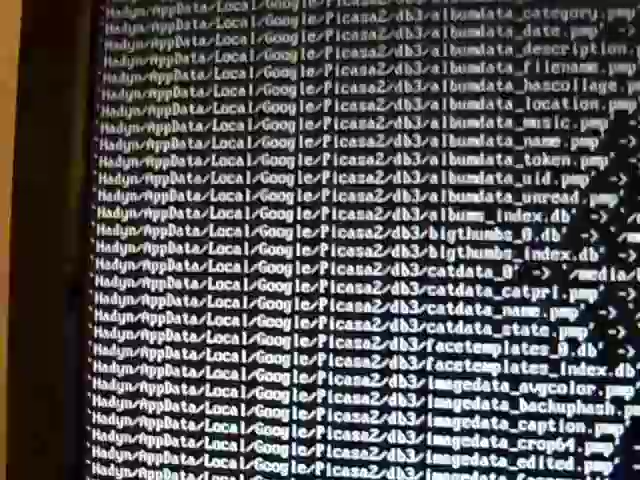 'Hadyn/AppData/Local/Google/Picasa2/db3/albumdata_category.pmp
'Hadyn/AppData/Local/Google/Picasa2/db3/albumdata_date.pmp' ->
'Hadyn/AppData/Local/Google/Picasa2/db3/albumdata_description.
'Hadyn/AppData/Local/Google/Picasa2/db3/albumdata_filename.pmp
'Hadyn/AppData/Local/Google/Picasa2/db3/albumdata_hascollage.pmp
'Hadyn/AppData/Local/Google/Picasa2/db3/albumdata_location.pmp
'Hadyn/AppData/Local/Google/Picasa2/db3/albumdata_music.pmp
'Hadyn/AppData/Local/Google/Picasa2/db3/albumdata_name.pmp' ->
'Hadyn/AppData/Local/Google/Picasa2/db3/albumdata_token.pmp
'Hadyn/AppData/Local/Google/Picasa2/db3/albumdata_uid.pmp' ->
'Hadyn/AppData/Local/Google/Picasa2/db3/albumdata_unread.pmp
'Hadyn/AppData/Local/Google/Picasa2/db3/albums_index.db' ->
'Hadyn/AppData/Local/Google/Picasa2/db3/bigthumbs_0.db' ->
'Hadyn/AppData/Local/Google/Picasa2/db3/bigthumbs_index.db'
'Hadyn/AppData/Local/Google/Picasa2/db3/catdata_0' -> '/media/
'Hadyn/AppData/Local/Google/Picasa2/db3/catdata_catpri.pmp'
'Hadyn/AppData/Local/Google/Picasa2/db3/catdata_name.pmp' ->
'Hadyn/AppData/Local/Google/Picasa2/db3/catdata_state.pmp' ->
'Hadyn/AppData/Local/Google/Picasa2/db3/facetemplates_0.db' ->
'Hadyn/AppData/Local/Google/Picasa2/db3/facetemplates_index.db
'Hadyn/AppData/Local/Google/Picasa2/db3/imagedata_avgcolor.pmp
'Hadyn/AppData/Local/Google/Picasa2/db3/imagedata_backuphash.p
'Hadyn/AppData/Local/Google/Picasa2/db3/imagedata_caption.pmp
'Hadyn/AppData/Local/Google/Picasa2/db3/imagedata_crop64.pmp
'Hadyn/AppData/Local/Google/Picasa2/db3/imagedata_edited.pmp